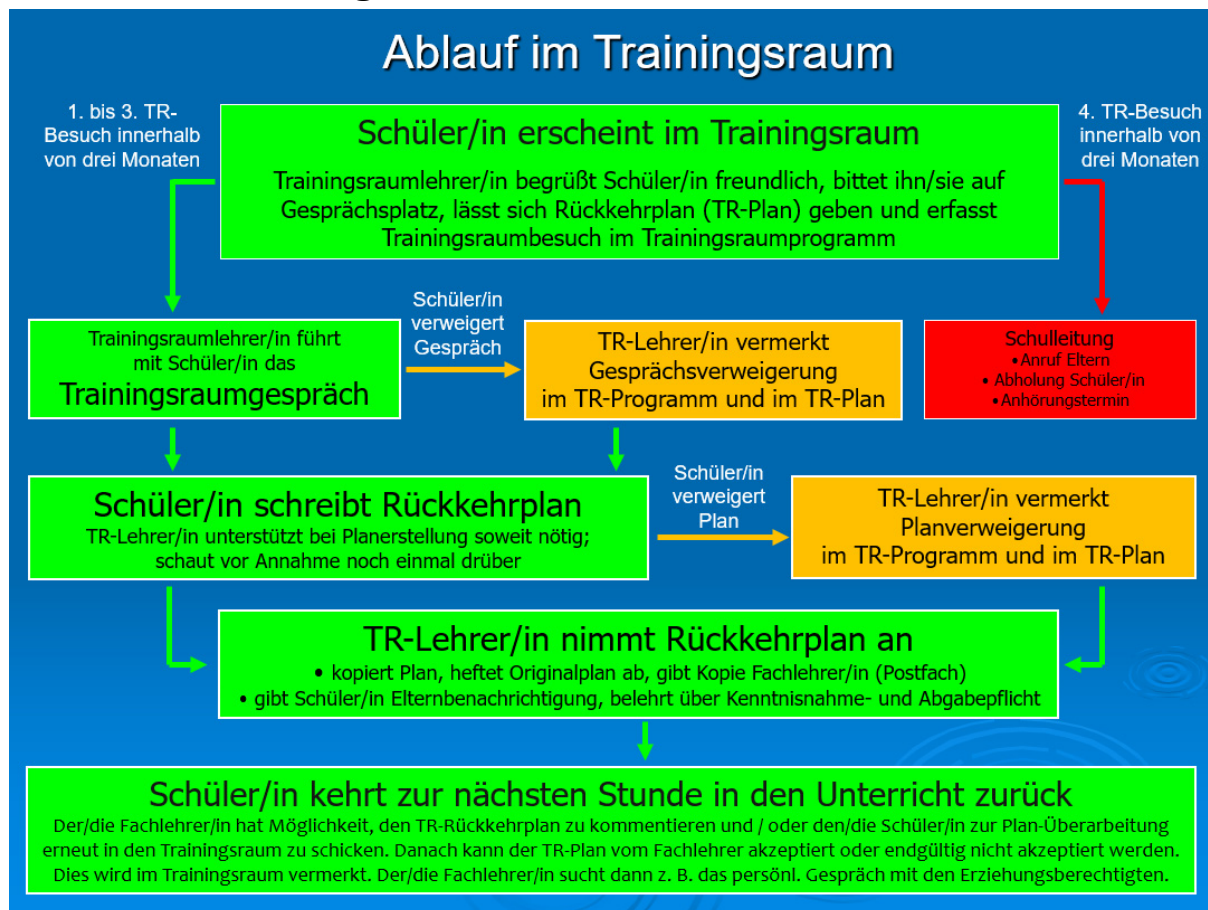 Ablauf im Trainingsraum
1. bis 3. TR-
Besuch innerhalb
von drei Monaten
Schüler/in erscheint im Trainingsraum
Trainingsraumlehrer/in begrüßt Schüler/in freundlich, bittet ihn/sie auf
Gesprächsplatz, lässt sich Rückkehrplan (TR-Plan) geben und erfasst
Trainingsraumbesuch im Trainingsraumprogramm
4. TR-Besuch
innerhalb von
drei Monaten
Trainingsraumlehrer/in führt
mit Schüler/in das
Trainingsraumgespräch
Schüler/in
verweigert
Gespräch
TR-Lehrer/in vermerkt
Gesprächsverweigerung
im TR-Programm und im TR-Plan
Schulleitung
•Anruf Eltern
• Abholung Schüler/in
•Anhörungstermin
Schüler/in schreibt Rückkehrplan
TR-Lehrer/in unterstützt bei Planerstellung soweit nötig;
schaut vor Annahme noch einmal drüber
Schüler/in
verweigert
Plan
TR-Lehrer/in vermerkt
Planverweigerung
im TR-Programm und im TR-Plan
TR-Lehrer/in nimmt Rückkehrplan an
• kopiert Plan, heftet Originalplan ab, gibt Kopie Fachlehrer/in (Postfach)
• gibt Schüler/in Elternbenachrichtigung, belehrt über Kenntnisnahme- und Abgabepflicht
Schüler/in kehrt zur nächsten Stunde in den Unterricht zurück
Der/die Fachlehrer/in hat Möglichkeit, den TR-Rückkehrplan zu kommentieren und / oder den/die Schüler/in zur Plan-Überarbeitung
erneut in den Trainingsraum zu schicken. Danach kann der TR-Plan vom Fachlehrer akzeptiert oder endgültig nicht akzeptiert werden.
Dies wird im Trainingsraum vermerkt. Der/die Fachlehrer/in sucht dann z. B. das persönl. Gespräch mit den Erziehungsberechtigten.